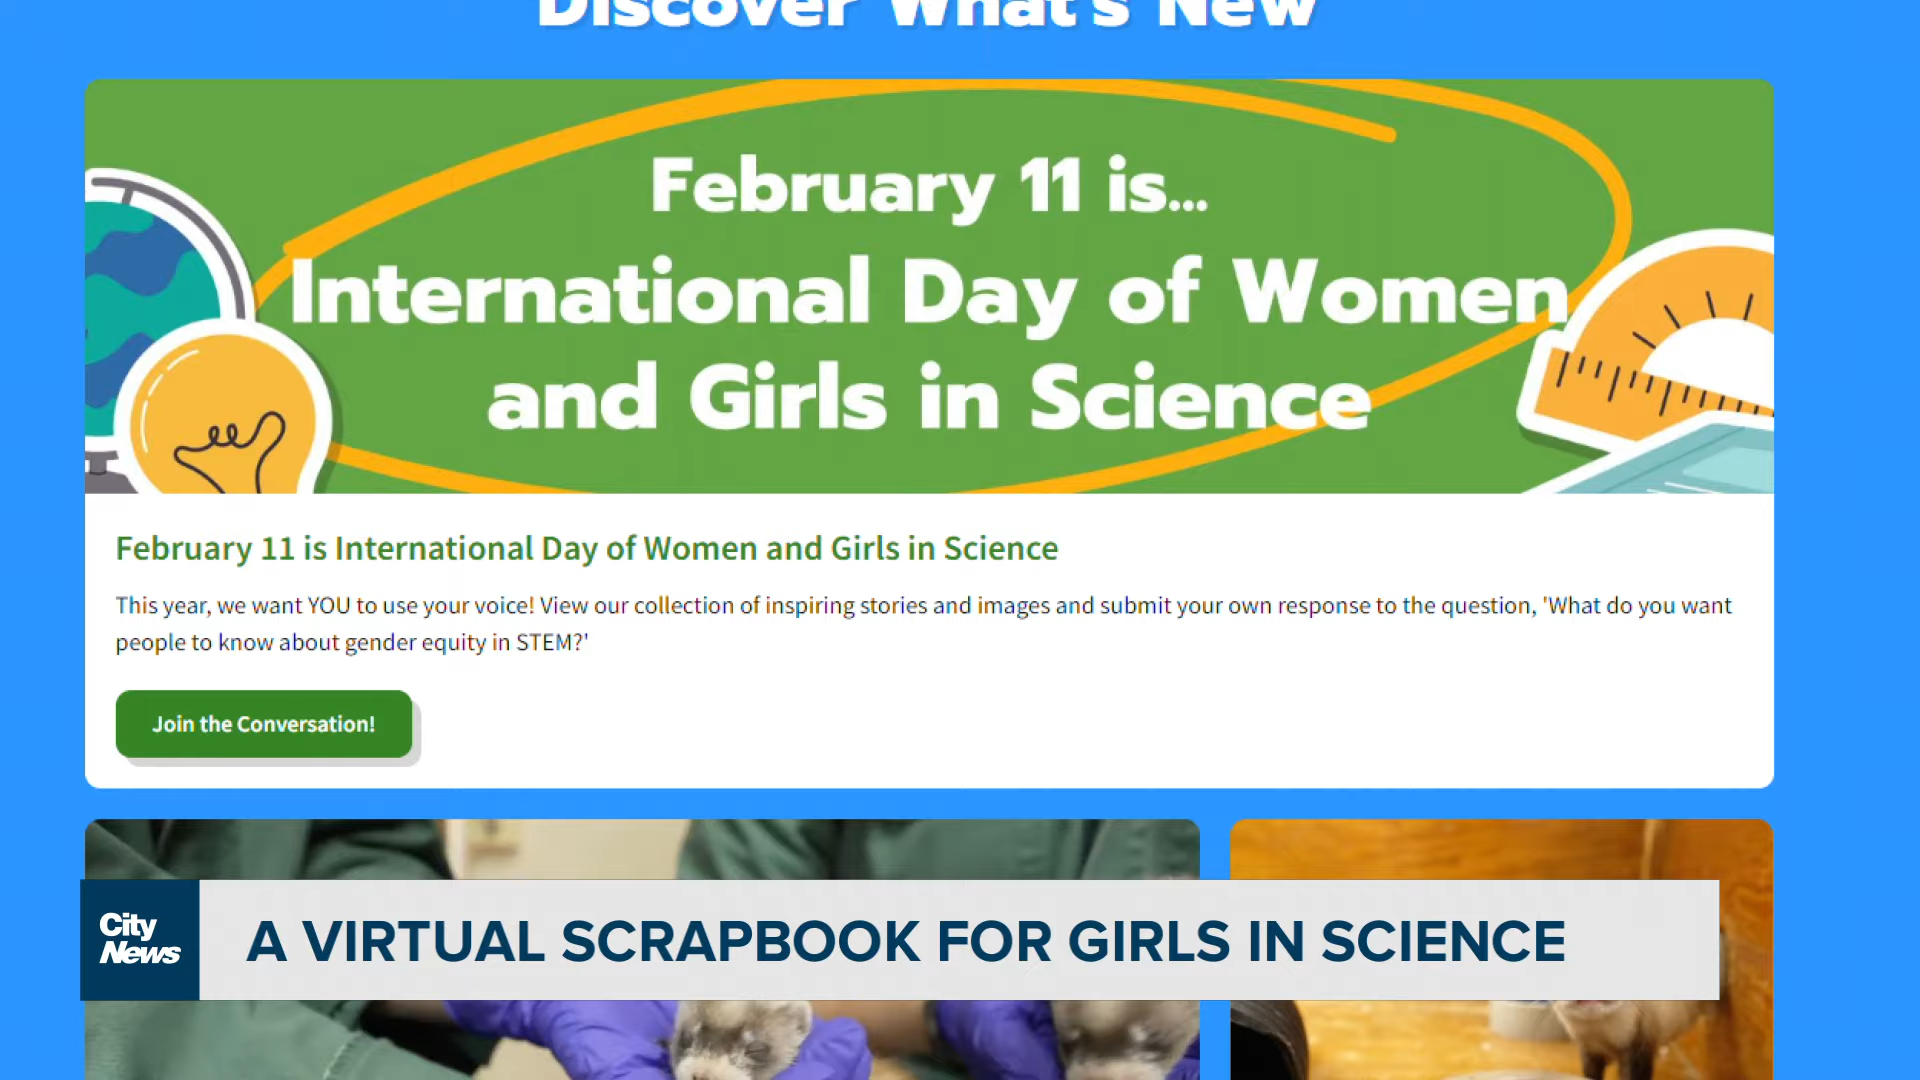 Discover What's New
February 11 is...
International Day of Women
and Girls in Science
February 11 is International Day of Women and Girls in Science
This year, we want YOU to use your voice! View our collection of inspiring stories and images and submit your own response to the question, 'What do you want
people to know about gender equity in STEM?'
Join the Conversation!
City
News
A VIRTUAL SCRAPBOOK FOR GIRLS IN SCIENCE